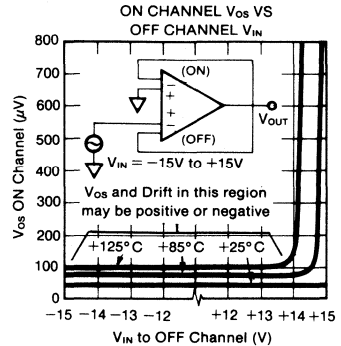 ON CHANNEL VOS VS
OFF CHANNEL VIN
800
700
600
500
400
300
200
100
0
VOS ON Channel (µV)
(ON)
−
+
+
−
(OFF)
VOUT
VIN = −15V to +15V
VOS and Drift in this region
may be positive or negative
+125°C +85°C +25°C
-15 −14 −13 −12 +12 +13 +14 +15
VIN to OFF Channel (V)